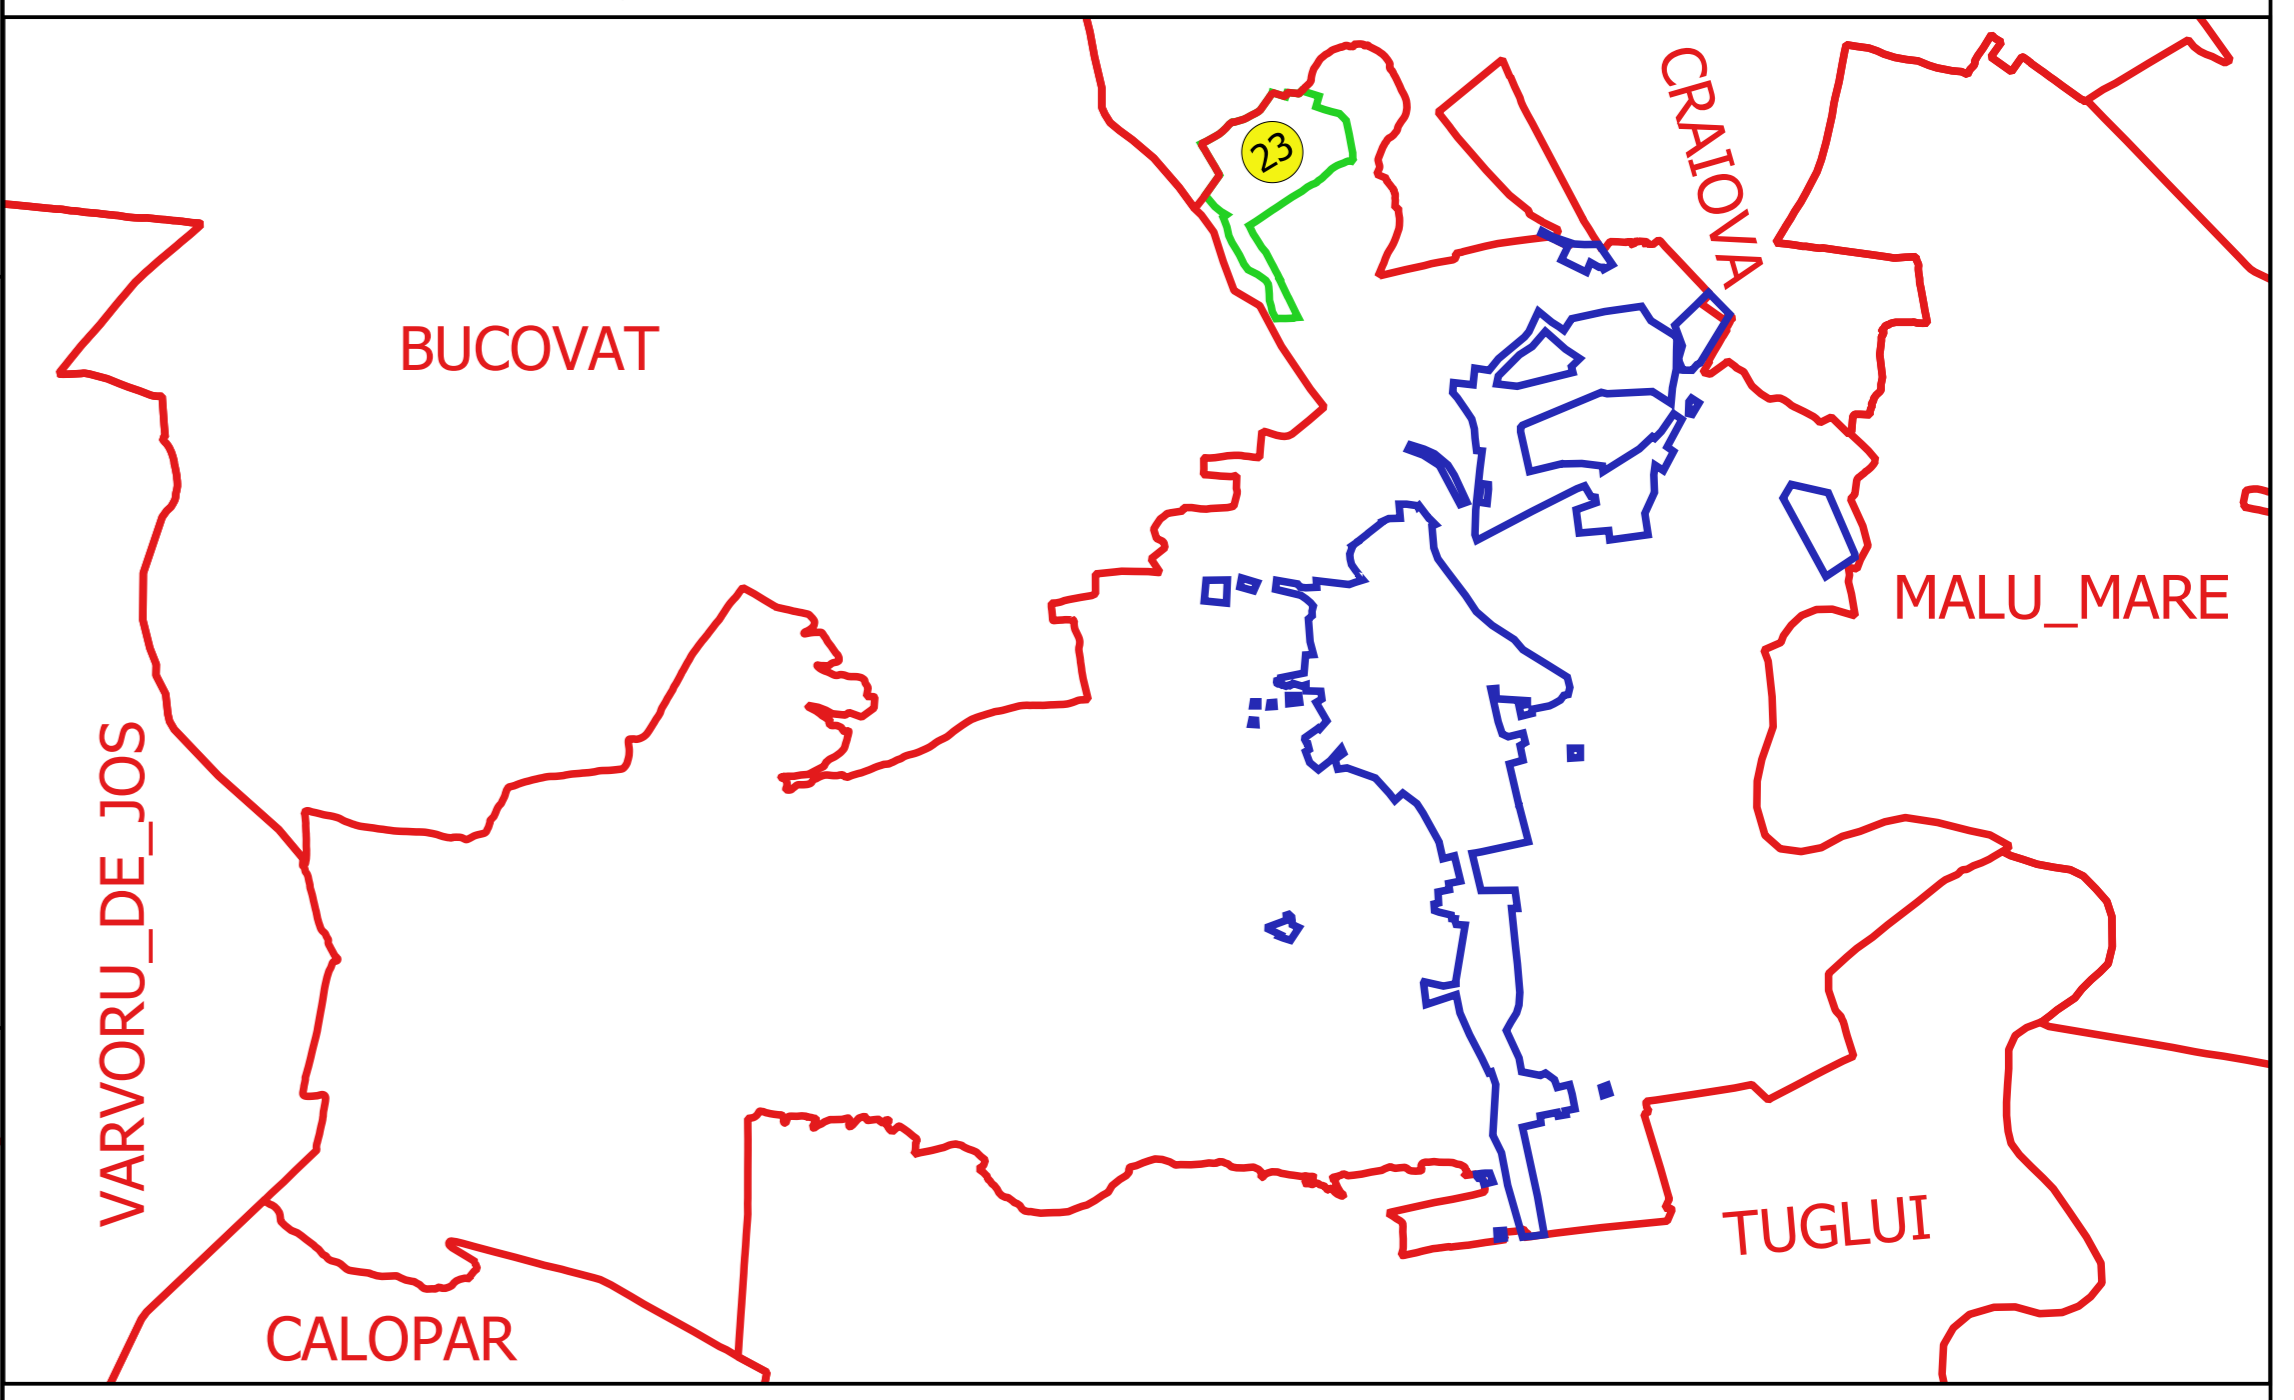 CRAIOVA
23
BUCOVAT
MALU_MARE
VARVORU_DE_JOS
TUGLUI
CALOPAR